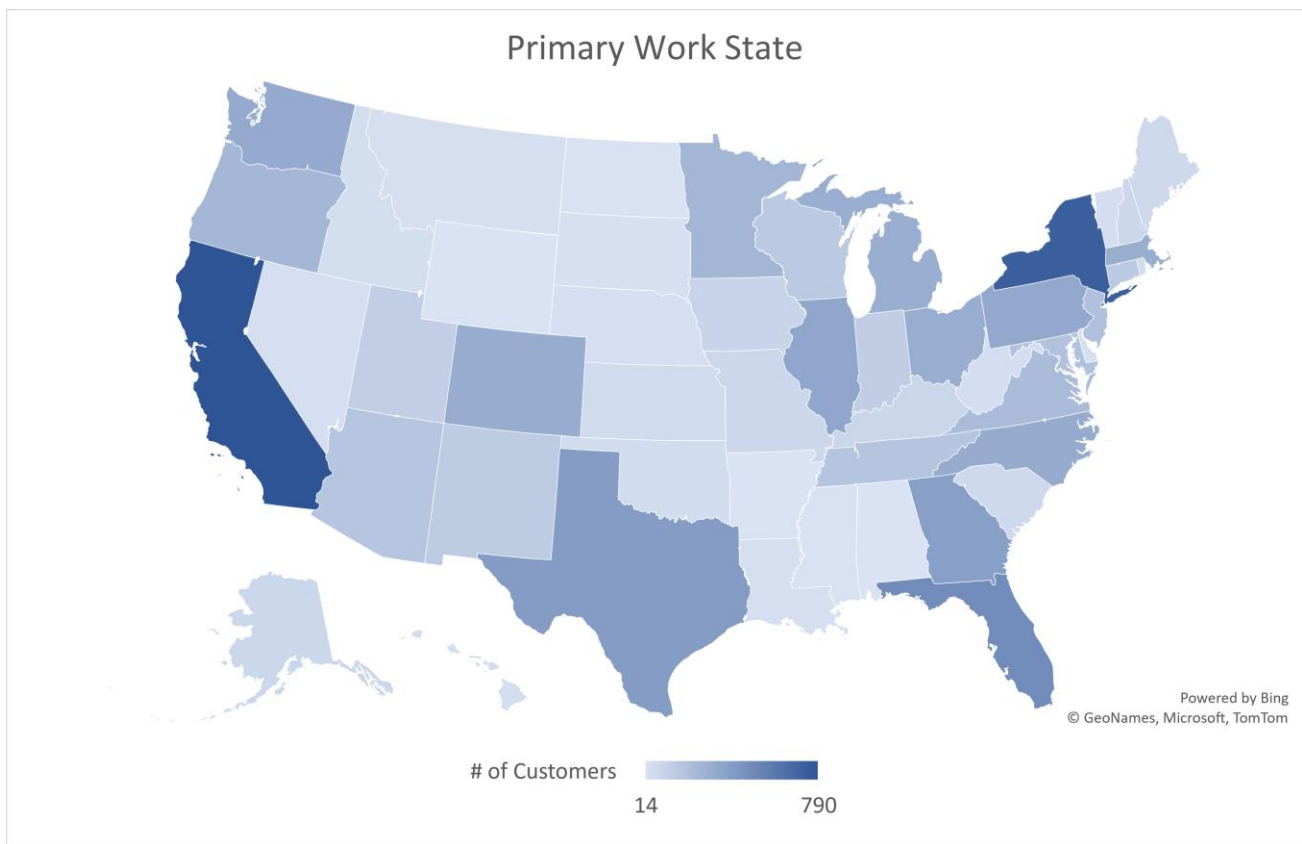 Primary Work State
Powered by Bing
© GeoNames, Microsoft, TomTom
# of Customers
14 790